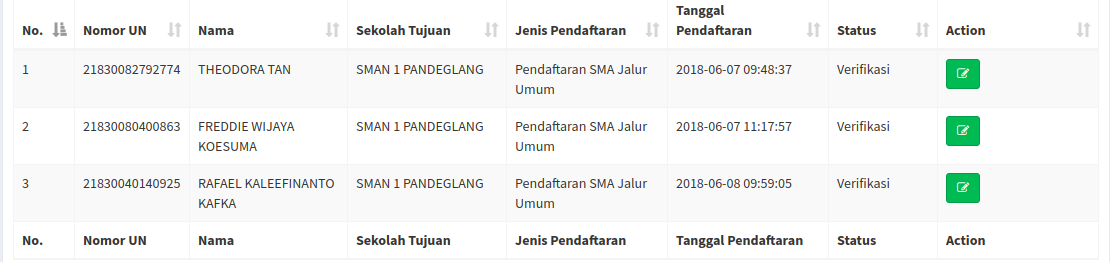 No. Nomor UN Nama Sekolah Tujuan Jenis Pendaftaran Tanggal Pendaftaran Status Action
1 21830082792774 THEODORA TAN SMAN 1 PANDEGLANG Pendaftaran SMA Jalur Umum 2018-06-07 09:48:37 Verifikasi
2 21830080400863 FREDDIE WIJAYA KOESUMA SMAN 1 PANDEGLANG Pendaftaran SMA Jalur Umum 2018-06-07 11:17:57 Verifikasi
3 21830040140925 RAFAEL KALEEFINANTO KAFKA SMAN 1 PANDEGLANG Pendaftaran SMA Jalur Umum 2018-06-08 09:59:05 Verifikasi
No. Nomor UN Nama Sekolah Tujuan Jenis Pendaftaran Tanggal Pendaftaran Status Action